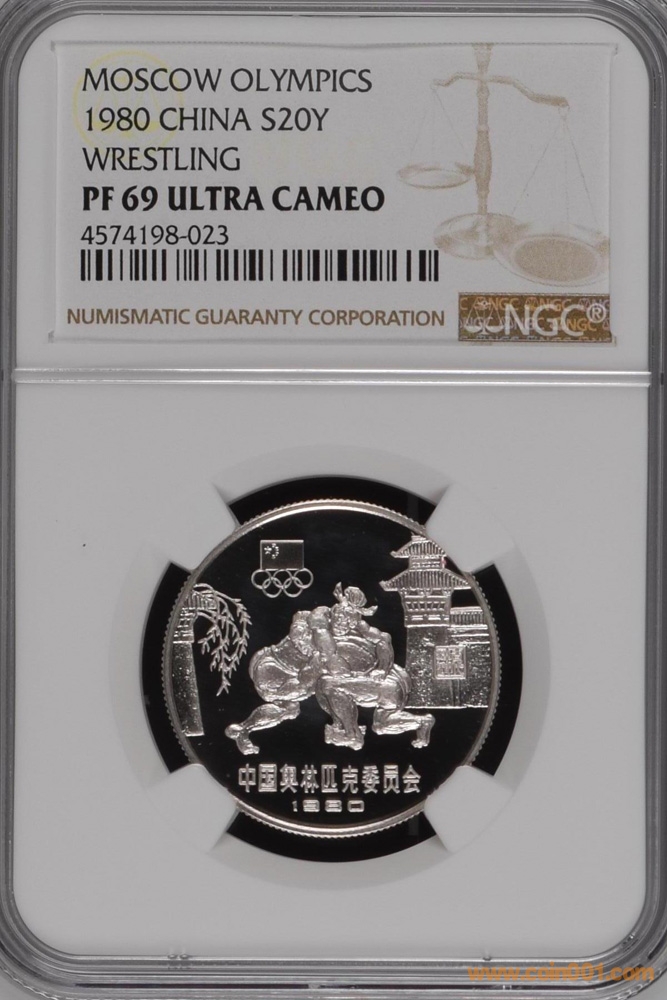 MOSCOW OLYMPICS
1980 CHINA S20Y
WRESTLING
PF 69 ULTRA CAMEO
4574198-023
NUMISMATIC GUARANTY CORPORATION
NGC®
中国奥林匹克委员会
1980
www.coin001.com